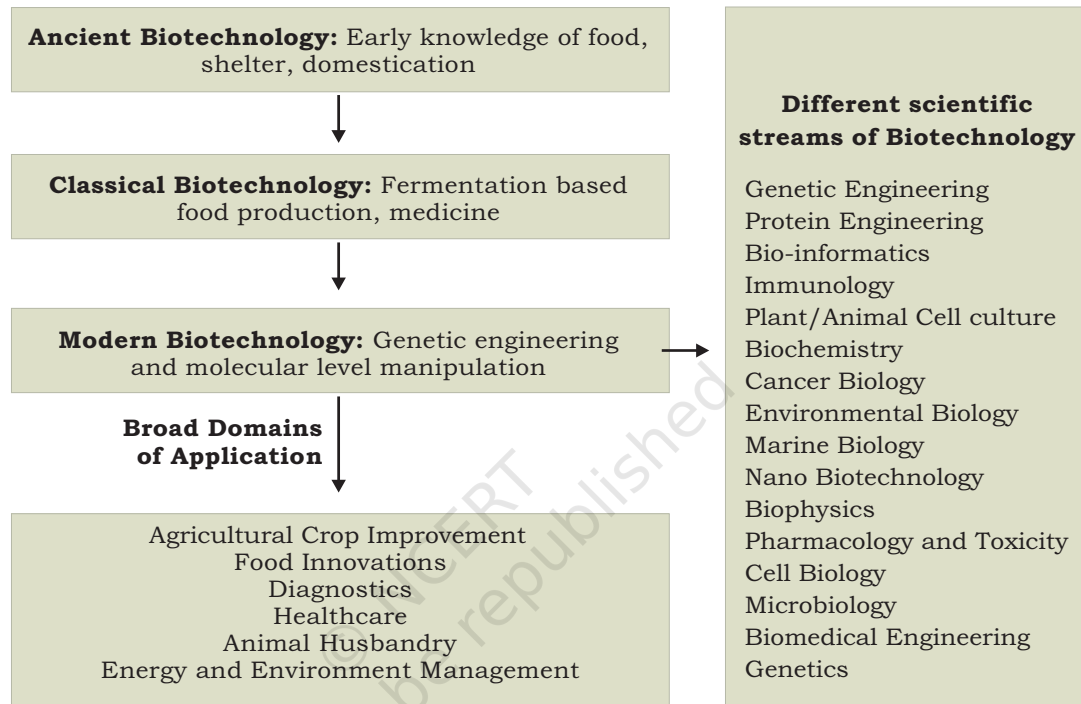 Ancient Biotechnology: Early knowledge of food,
shelter, domestication
Classical Biotechnology: Fermentation based
food production, medicine
Modern Biotechnology: Genetic engineering
and molecular level manipulation
Broad Domains
of Application
Agricultural Crop Improvement
Food Innovations
Diagnostics
Healthcare
Animal Husbandry
Energy and Environment Management
Different scientific
streams of Biotechnology
Genetic Engineering
Protein Engineering
Bio-informatics
Immunology
Plant/Animal Cell culture
Biochemistry
Cancer Biology
Environmental Biology
Marine Biology
Nano Biotechnology
Biophysics
Pharmacology and Toxicity
Cell Biology
Microbiology
Biomedical Engineering
Genetics
© NCERT
be republished